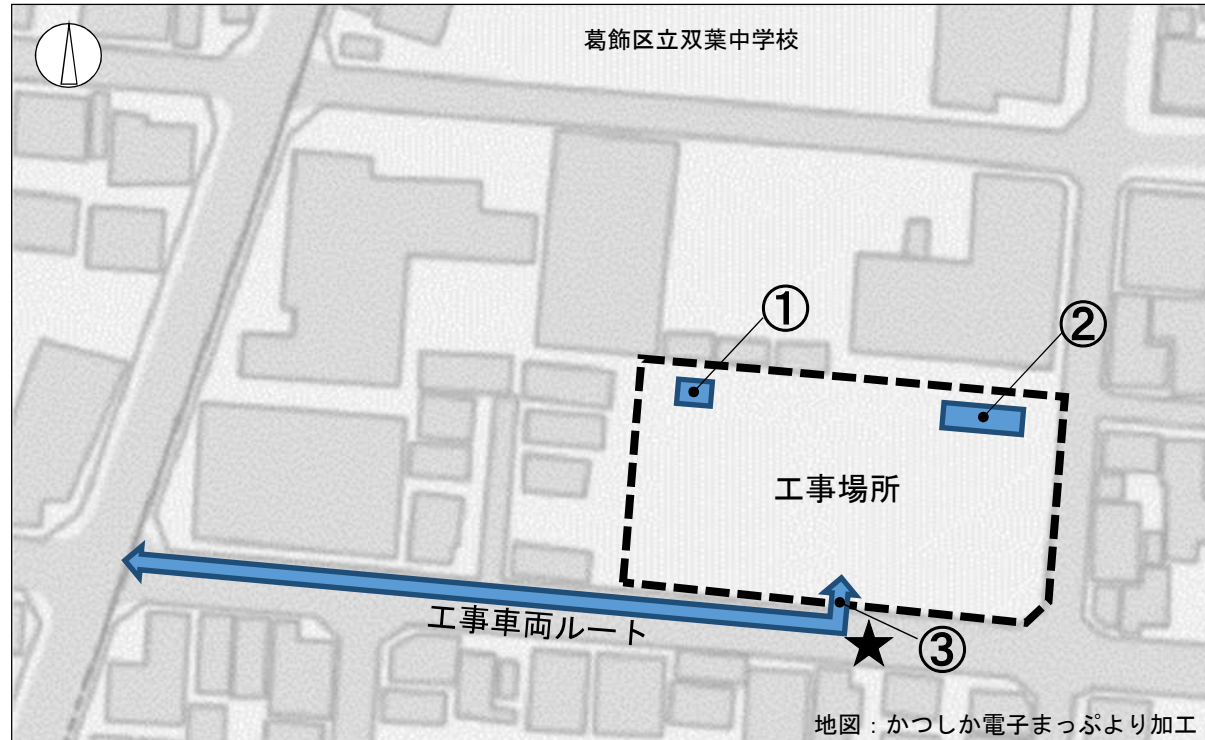 葛飾区立双葉中学校
①
②
工事場所
工事車両ルート
③
地図：かつしか電子まっぷより加工